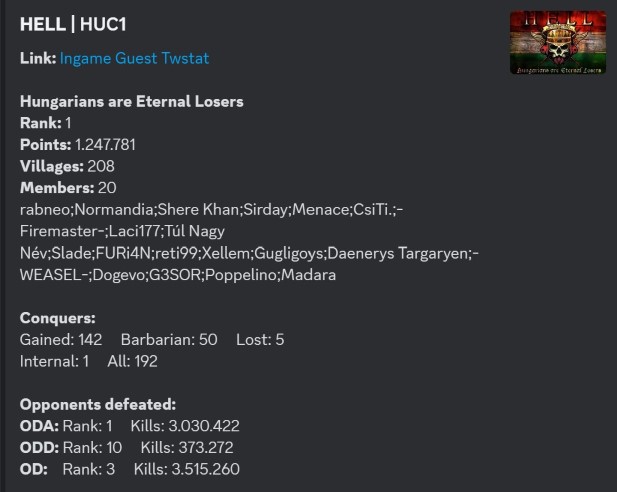 HELL | HUC1
HELL
Hungarians are Eternal Losers
Link: Ingame Guest Twstat
Hungarians are Eternal Losers
Rank: 1
Points: 1.247.781
Villages: 208
Members: 20
rabneo;Normandia;Shere Khan;Sirday;Menace;CsiTi.;-
Firemaster-;Laci177;Túl Nagy
Név;Slade;FURi4N;reti99;Xellem;Gugligoys;Daenerys Targaryen;-
WEASEL-;Dogevo;G3SOR;Poppelino;Madara
Conquers:
Gained: 142 Barbarian: 50 Lost: 5
Internal: 1 All: 192
Opponents defeated:
ODA: Rank: 1 Kills: 3.030.422
ODD: Rank: 10 Kills: 373.272
OD: Rank: 3 Kills: 3.515.260